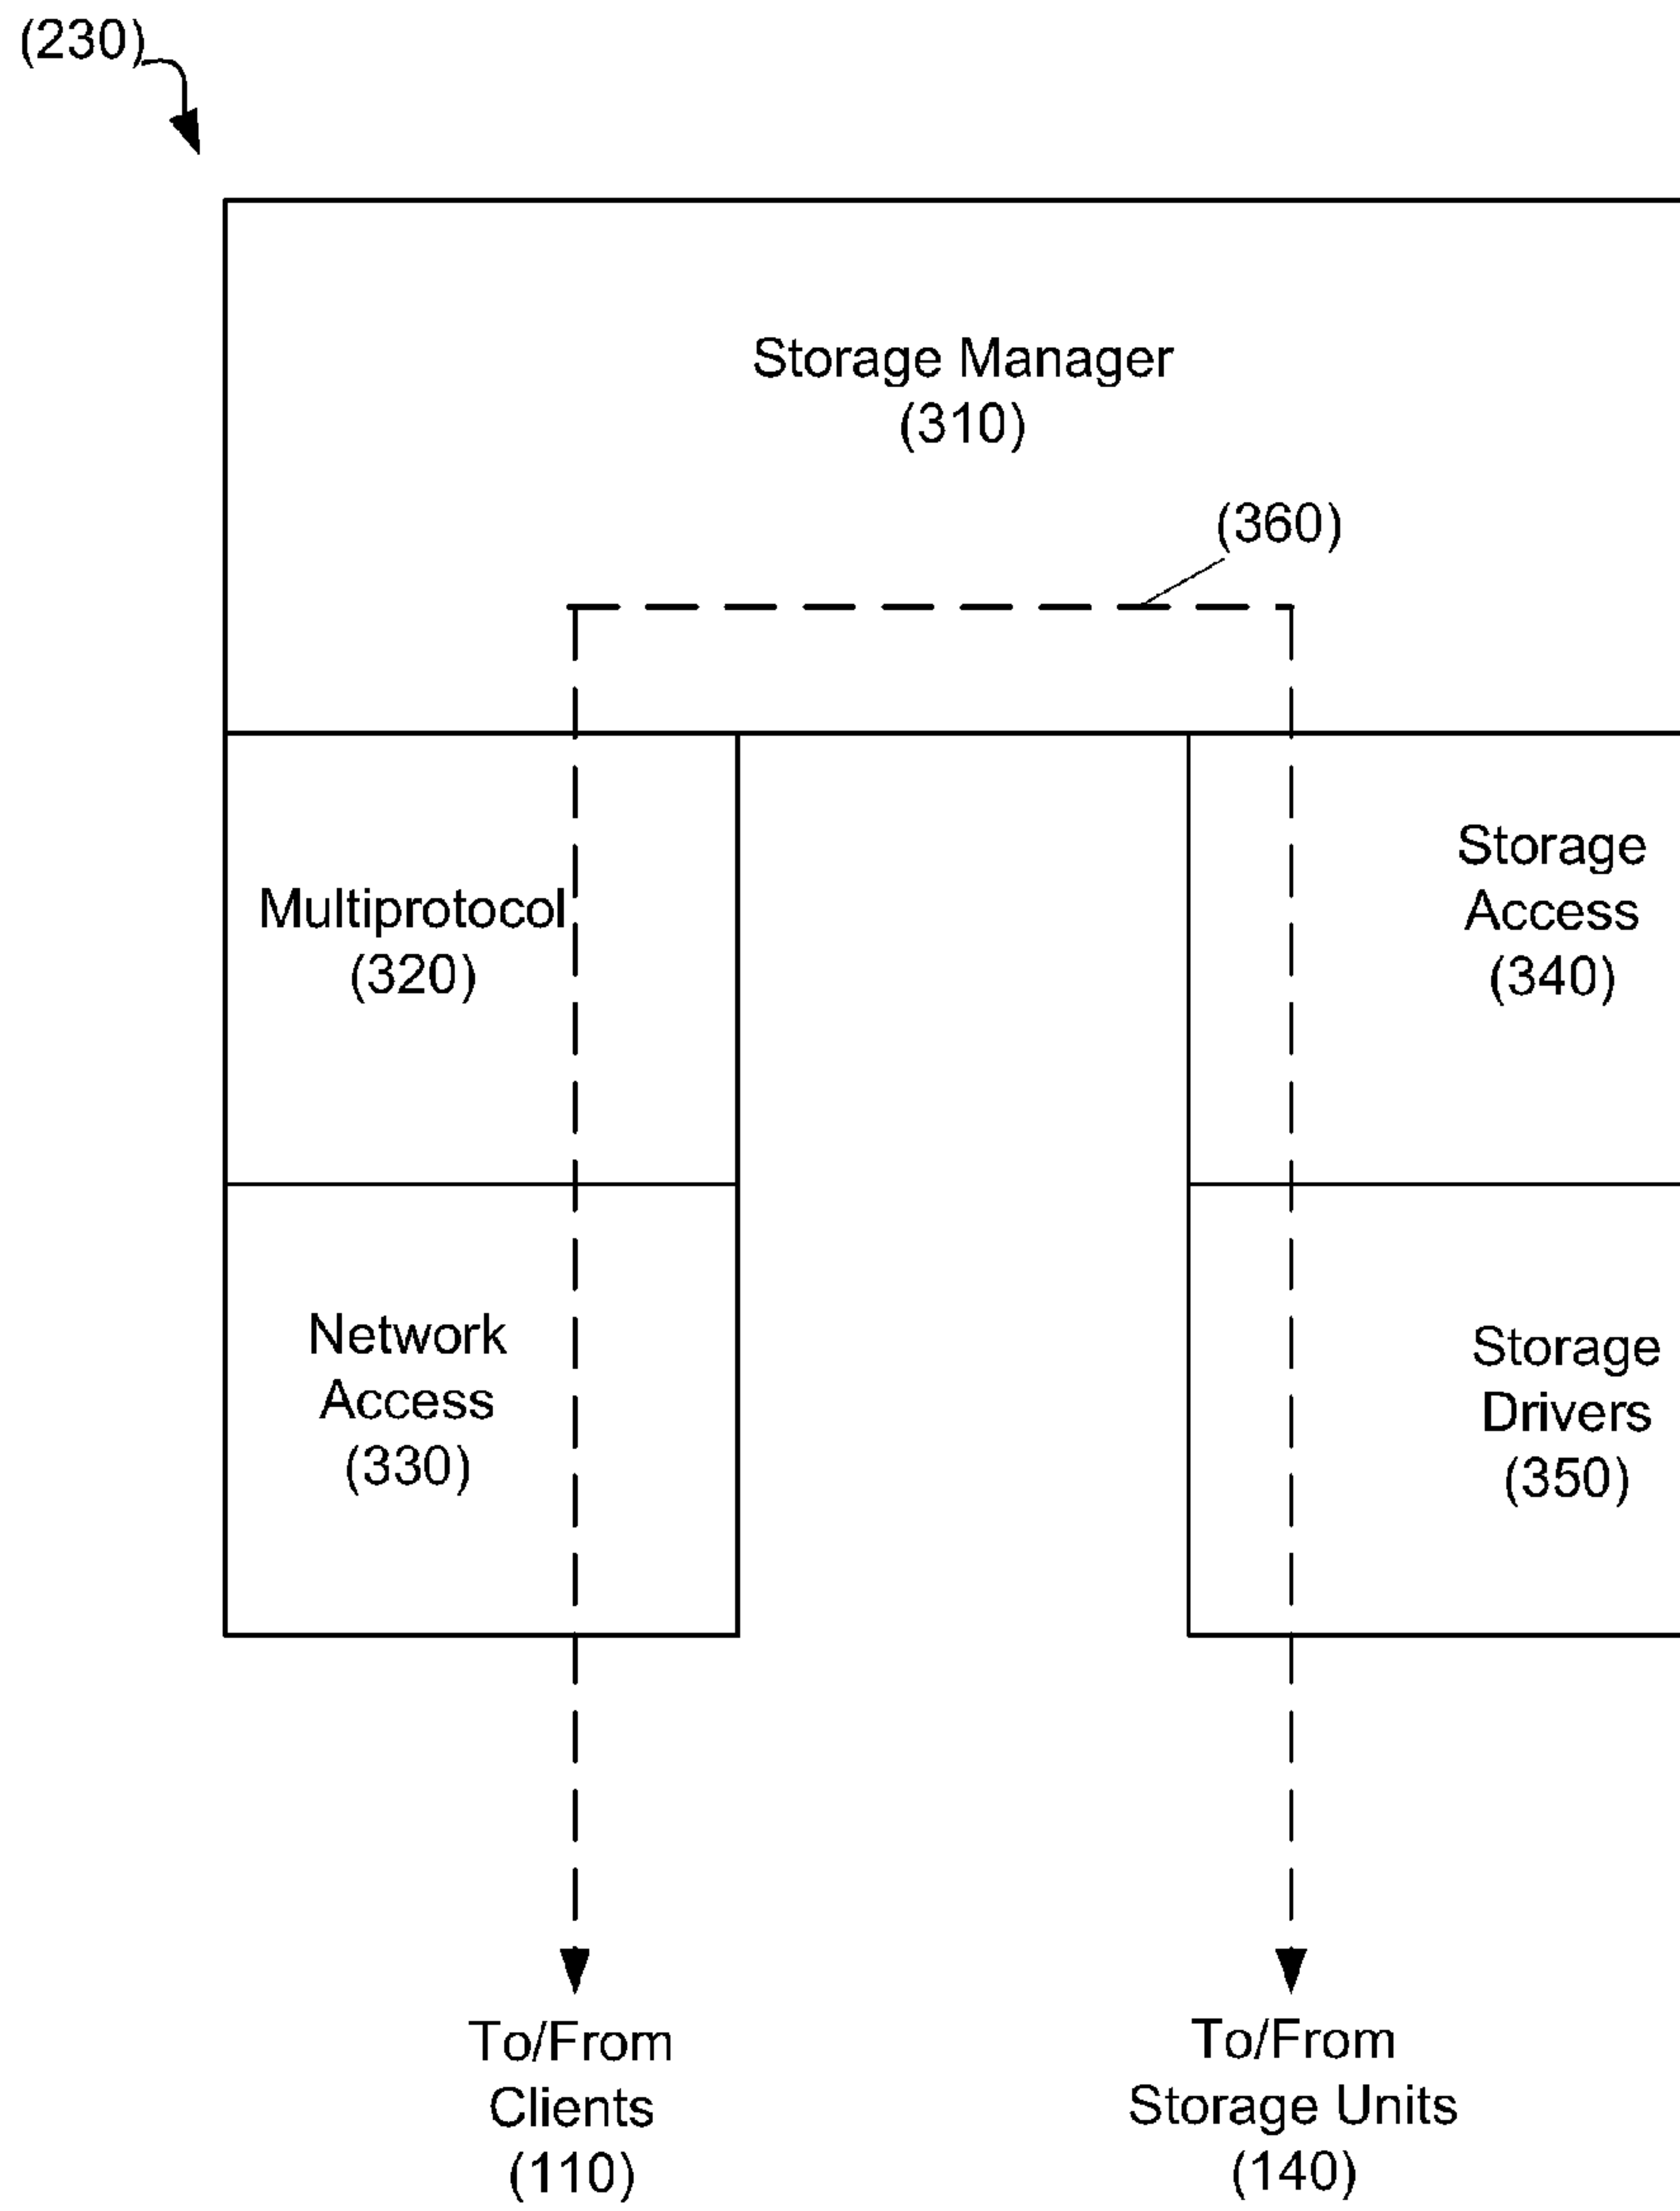 (230)
Storage Manager
(310)
(360)
Multiprotocol
(320)
Storage
Access
(340)
Network
Access
(330)
Storage
Drivers
(350)
To/From
Clients
(110)
To/From
Storage Units
(140)